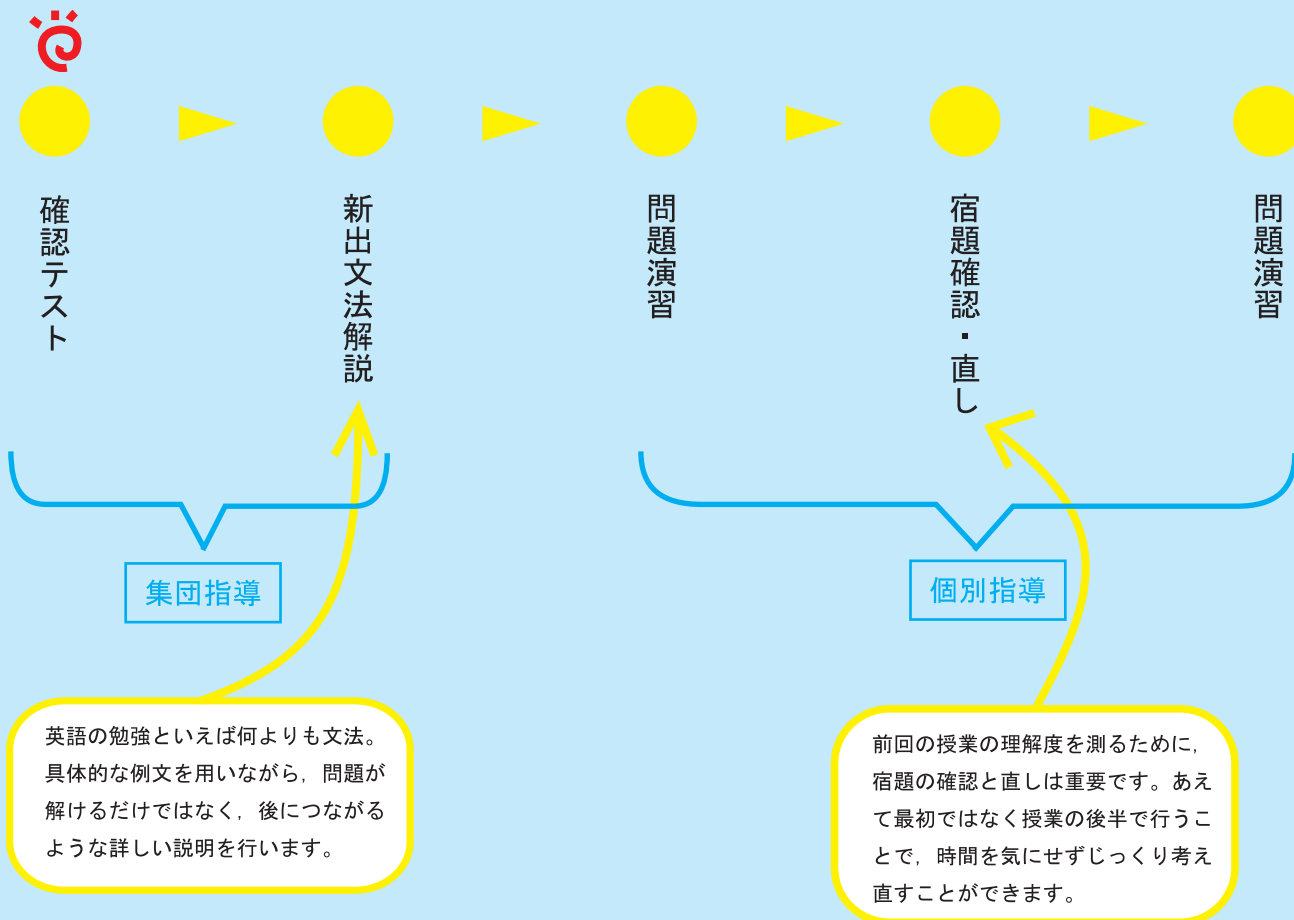 確認テスト
新出文法解説
問題演習
宿題確認・直し
問題演習
集団指導
個別指導
英語の勉強といえば何よりも文法。
具体的な例文を用いながら，問題が
解けるだけではなく，後につながる
ような詳しい説明を行います。
前回の授業の理解度を測るために，
宿題の確認と直しは重要です。あえ
て最初ではなく授業の後半で行うこ
とで，時間を気にせずじっくり考え
直すことができます。